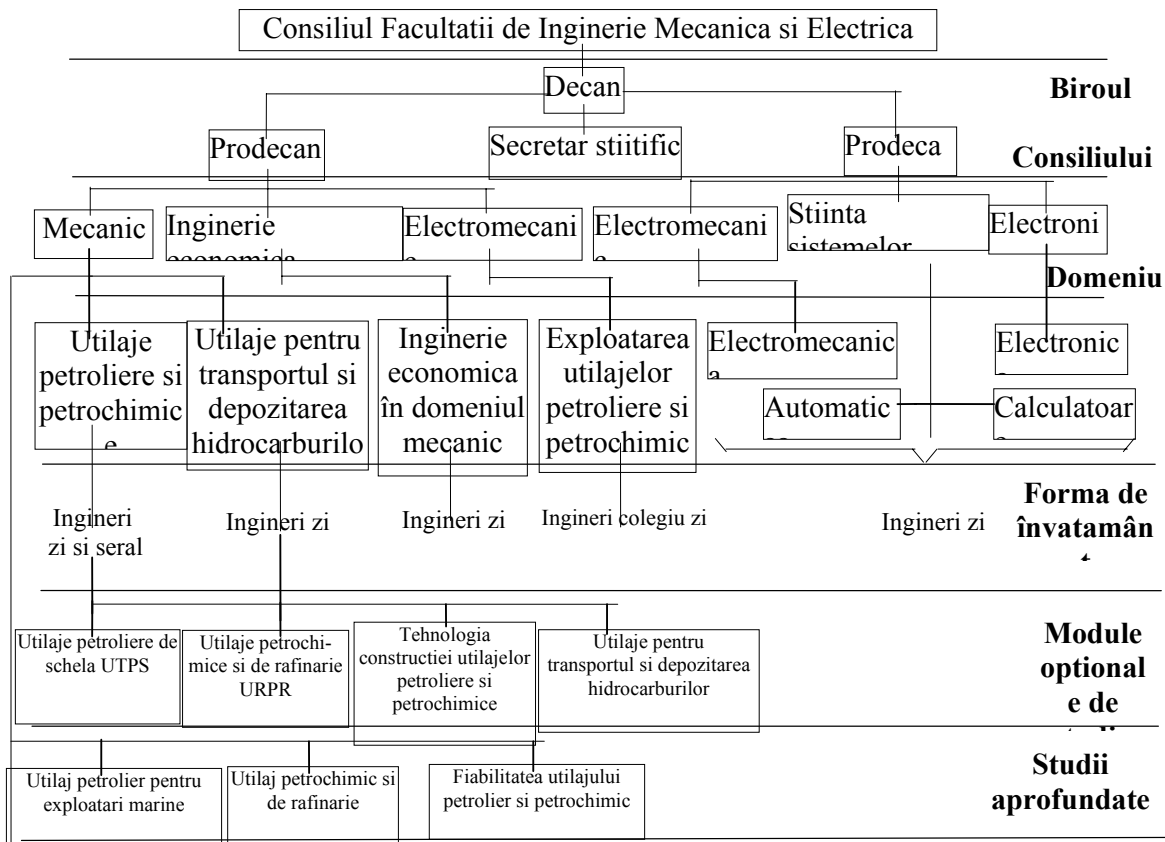 Consiliul Facultatii de Inginerie Mecanica si Electrica
Decan
Biroul
Prodecan
Secretar stiitific
Prodeca
Consiliului
Mecanic
Inginerie
economica
Electromecani
Electromecani
Stiinta
sistemelor
Electroni
Domeniu
Utilaje
petroliere si
petrochimic
e
Utilaje pentru
transportul si
depozitarea
hidrocarburilo
Inginerie
economica
în domeniul
mecanic
Exploatarea
utilajelor
petroliere si
petrochimic
Electromecanic
a
Electronic
Automatic
Calculatoar
Forma de
învatamân
t
Ingineri
zi si seral
Ingineri zi
Ingineri zi
Ingineri colegiu zi
Ingineri zi
Module
optional
e de
Utilaje petroliere de
schela UTPS
Utilaje petrochi-
mice si de rafinarie
URPR
Tehnologia
constructiei utilajelor
petroliere si
petrochimice
Utilaje pentru
transportul si depozitarea
hidrocarburilor
Studii
aprofundate
Utilaj petrolier pentru
exploatari marine
Utilaj petrochimic si
de rafinarie
Fiabilitatea utilajului
petrolier si petrochimic